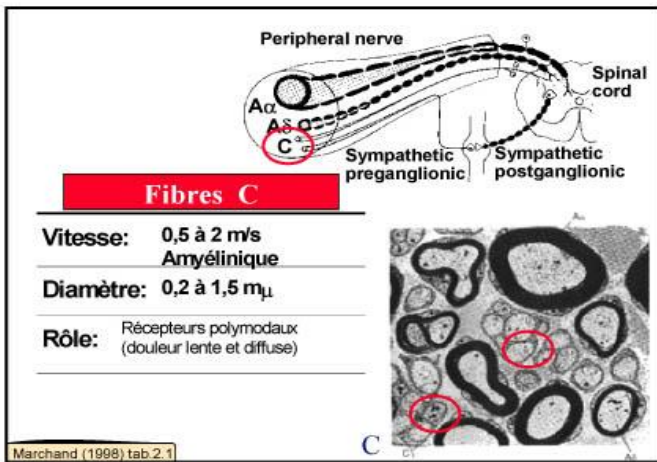 Peripheral nerve
Spinal
cord
Aα
Aδ
C
Sympathetic
preganglionic
Sympathetic
postganglionic
Fibres C
Vitesse: 0,5 à 2 m/s
Amyélinique
Diamètre: 0,2 à 1,5 mµ
Rôle: Récepteurs polymodaux
(douleur lente et diffuse)
C
Marchand (1998) tab.2.1